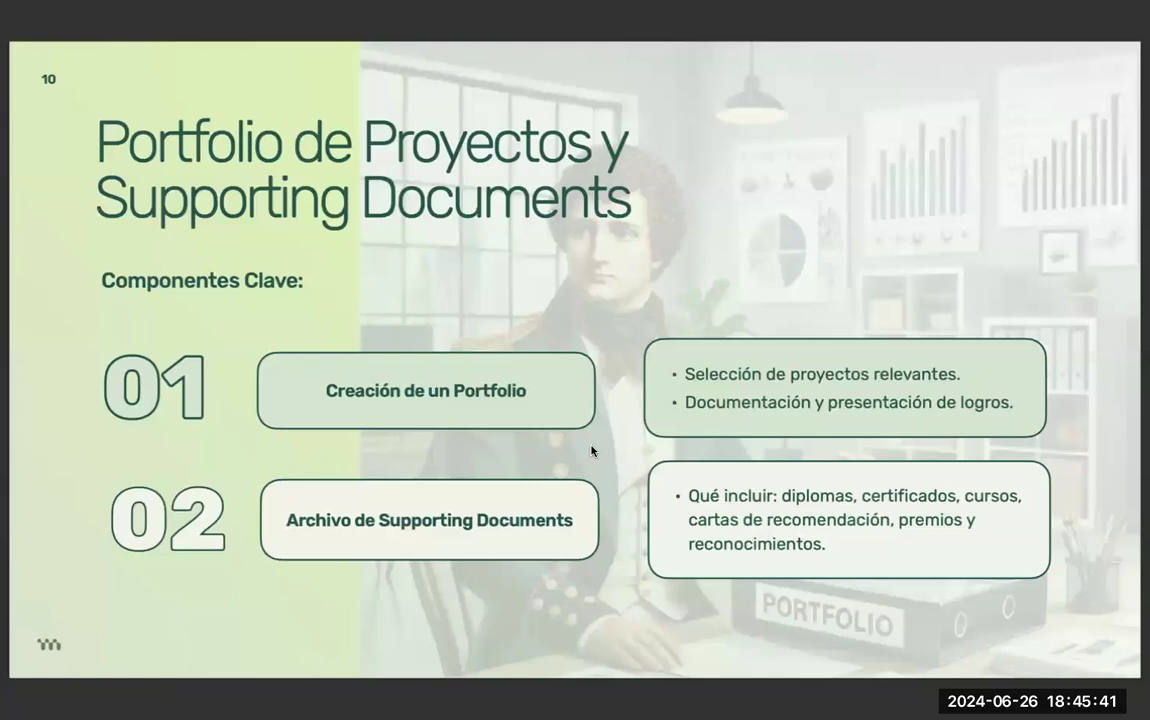 10
Portfolio de Proyectos y
Supporting Documents
Componentes Clave:
01
Creación de un Portfolio
• Selección de proyectos relevantes.
• Documentación y presentación de logros.
02
Archivo de Supporting Documents
• Qué incluir: diplomas, certificados, cursos,
cartas de recomendación, premios y
reconocimientos.
PORTFOLIO
2024-06-26 18:45:41